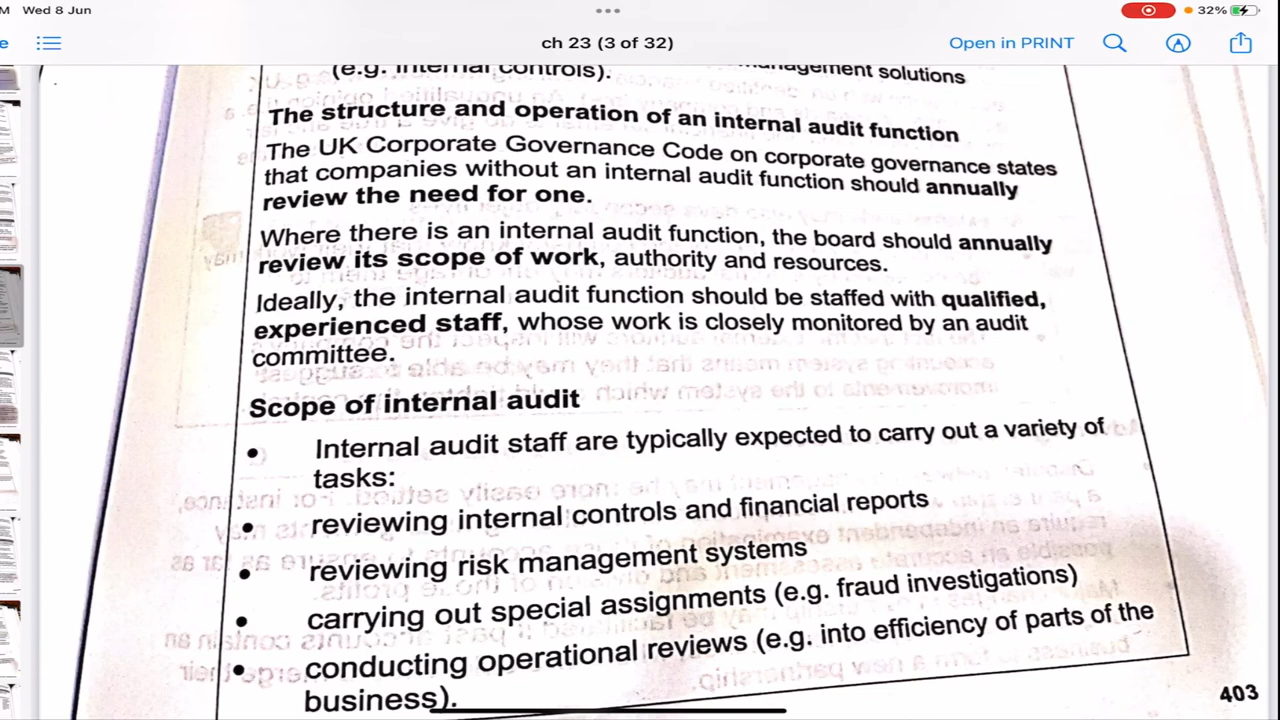 M Wed 8 Jun
32%
e
ch 23 (3 of 32)
Open in PRINT
(e.g. internal controls).
management solutions
The structure and operation of an internal audit function
The UK Corporate Governance Code on corporate governance states
that companies without an internal audit function should annually
review the need for one.
Where there is an internal audit function, the board should annually
review its scope of work, authority and resources.
Ideally, the internal audit function should be staffed with qualified,
experienced staff, whose work is closely monitored by an audit
committee.
Scope of internal audit
• Internal audit staff are typically expected to carry out a variety of
tasks:
• reviewing internal controls and financial reports
• reviewing risk management systems
• carrying out special assignments (e.g. fraud investigations)
• conducting operational reviews (e.g. into efficiency of parts of the
business).
403